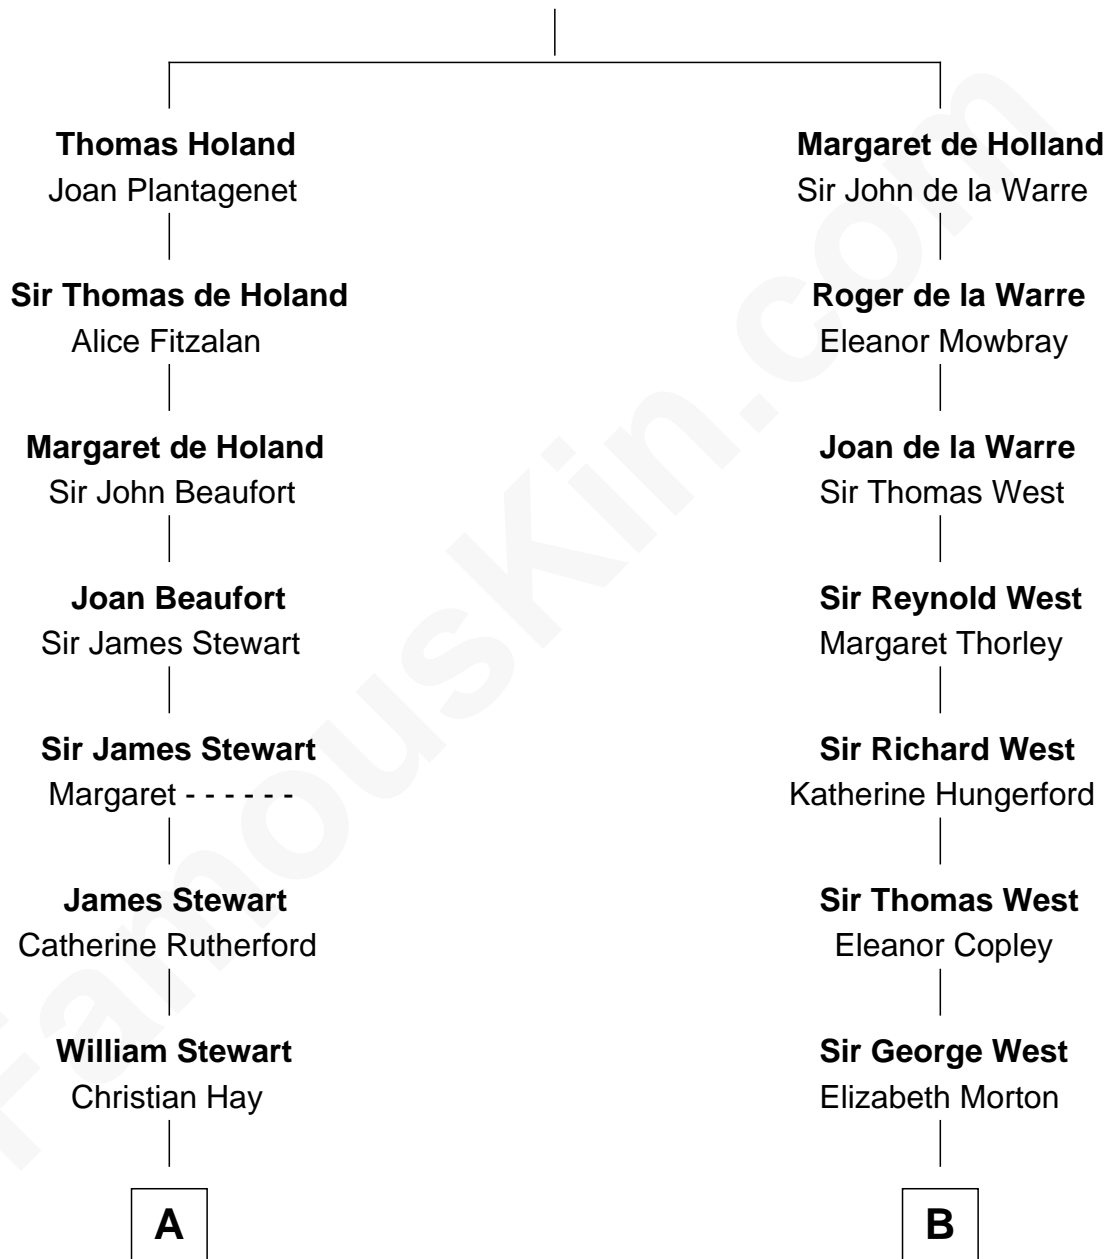 Thomas Holand
Joan Plantagenet
Sir Thomas de Holand
Alice Fitzalan
Margaret de Holand
Sir John Beaufort
Joan Beaufort
Sir James Stewart
Sir James Stewart
Margaret - - - - - -
James Stewart
Catherine Rutherford
William Stewart
Christian Hay
A
Margaret de Holland
Sir John de la Warre
Roger de la Warre
Eleanor Mowbray
Joan de la Warre
Sir Thomas West
Sir Reynold West
Margaret Thorley
Sir Richard West
Katherine Hungerford
Sir Thomas West
Eleanor Copley
Sir George West
Elizabeth Morton
B
FamousKin.com